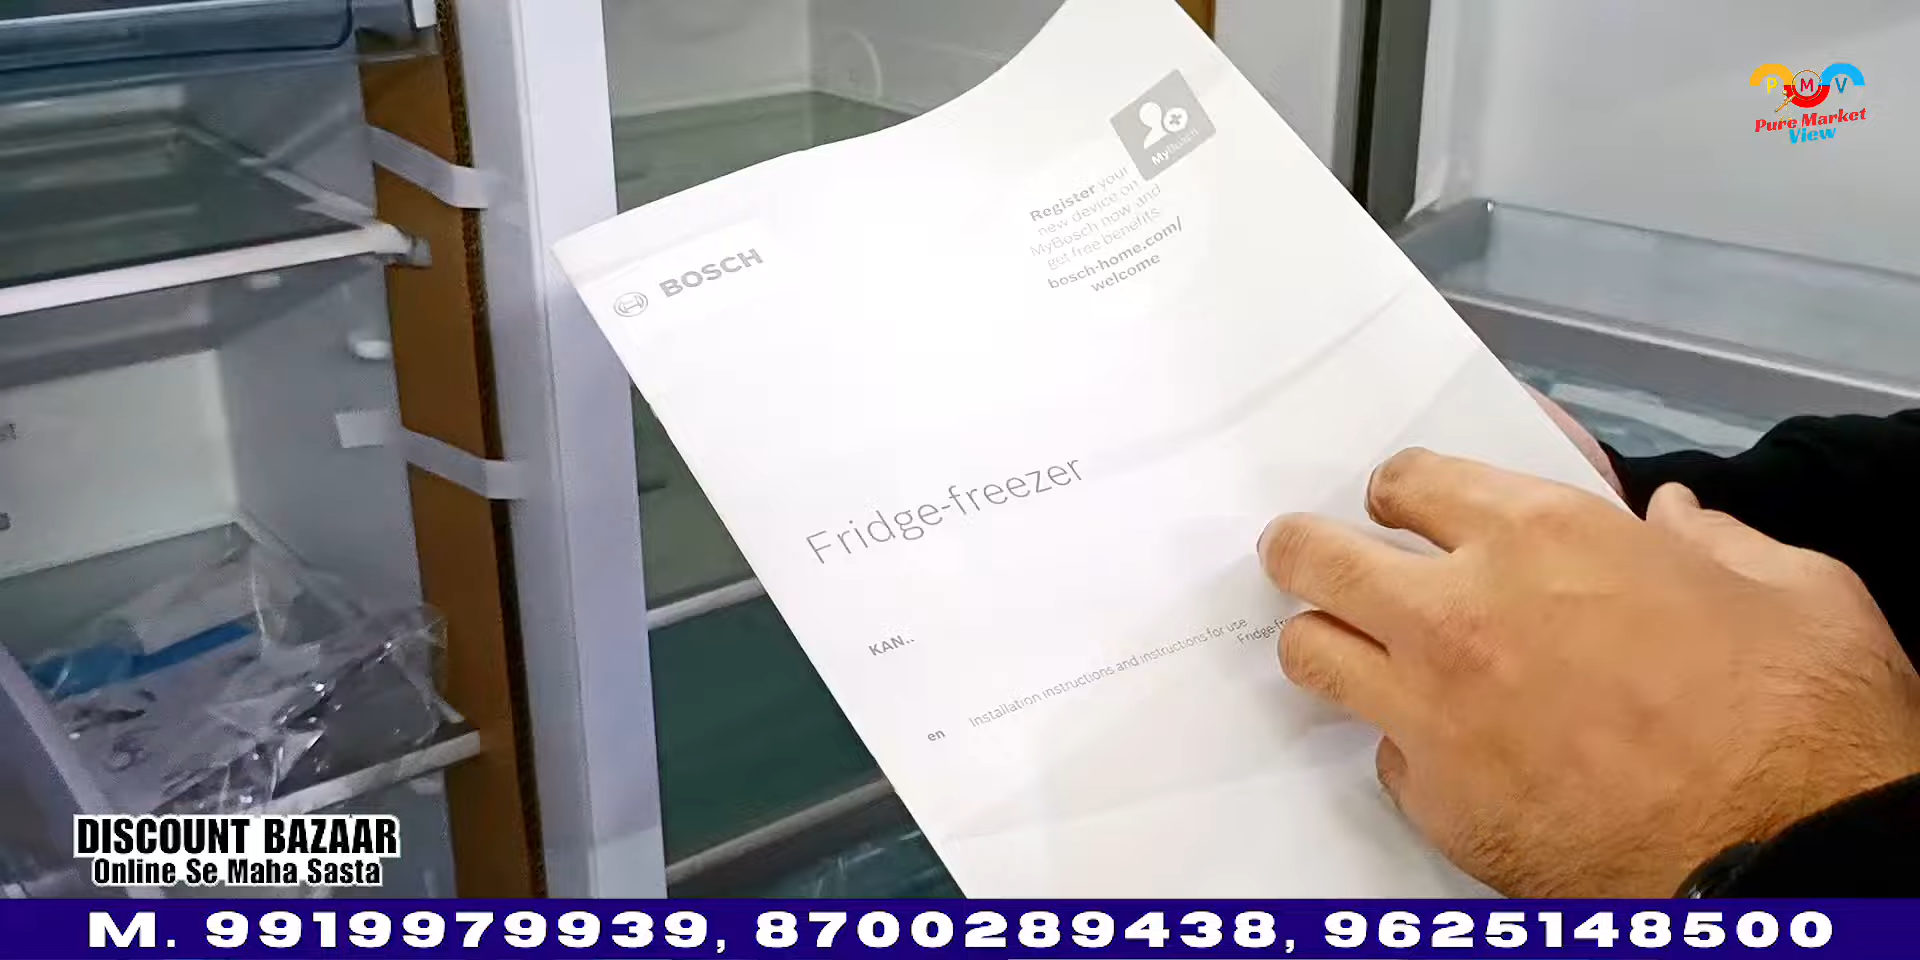 P M V
Pure Market
View
MyBosch
Register your
new device on
MyBosch now and
get free benefits:
bosch-home.com/
welcome
BOSCH
Fridge-freezer
KAN..
en Installation instructions and instructions for use
Fridge-fr
DISCOUNT BAZAAR
Online Se Maha Sasta
M. 9919979939, 8700289438, 9625148500